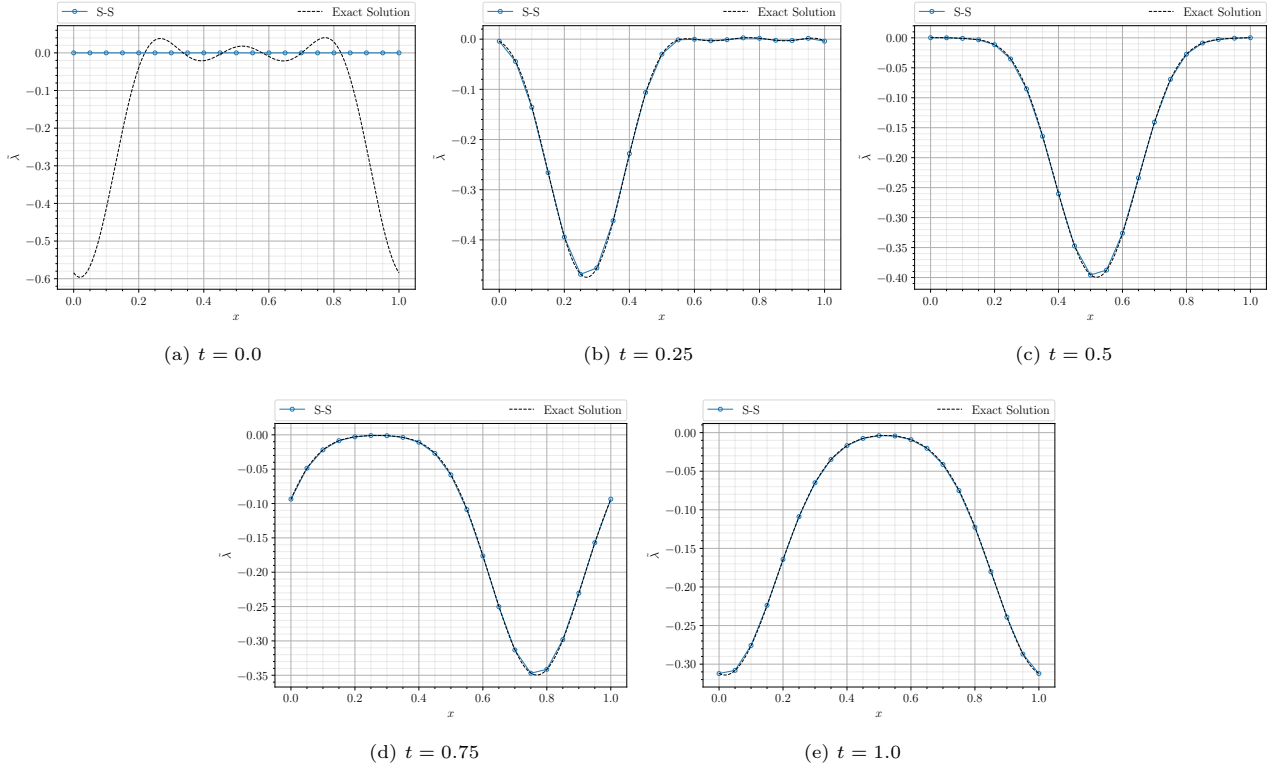 S-S Exact Solution
0.0
−0.1
−0.2
−0.3
−0.4
−0.5
−0.6
λ̃
0.0 0.2 0.4 0.6 0.8 1.0
x
(a) t = 0.0
S-S Exact Solution
0.0
−0.1
−0.2
−0.3
−0.4
λ̃
0.0 0.2 0.4 0.6 0.8 1.0
x
(b) t = 0.25
S-S Exact Solution
0.00
−0.05
−0.10
−0.15
−0.20
−0.25
−0.30
−0.35
−0.40
λ̃
0.0 0.2 0.4 0.6 0.8 1.0
x
(c) t = 0.5
S-S Exact Solution
0.00
−0.05
−0.10
−0.15
−0.20
−0.25
−0.30
−0.35
λ̃
0.0 0.2 0.4 0.6 0.8 1.0
x
(d) t = 0.75
S-S Exact Solution
0.00
−0.05
−0.10
−0.15
−0.20
−0.25
−0.30
λ̃
0.0 0.2 0.4 0.6 0.8 1.0
x
(e) t = 1.0